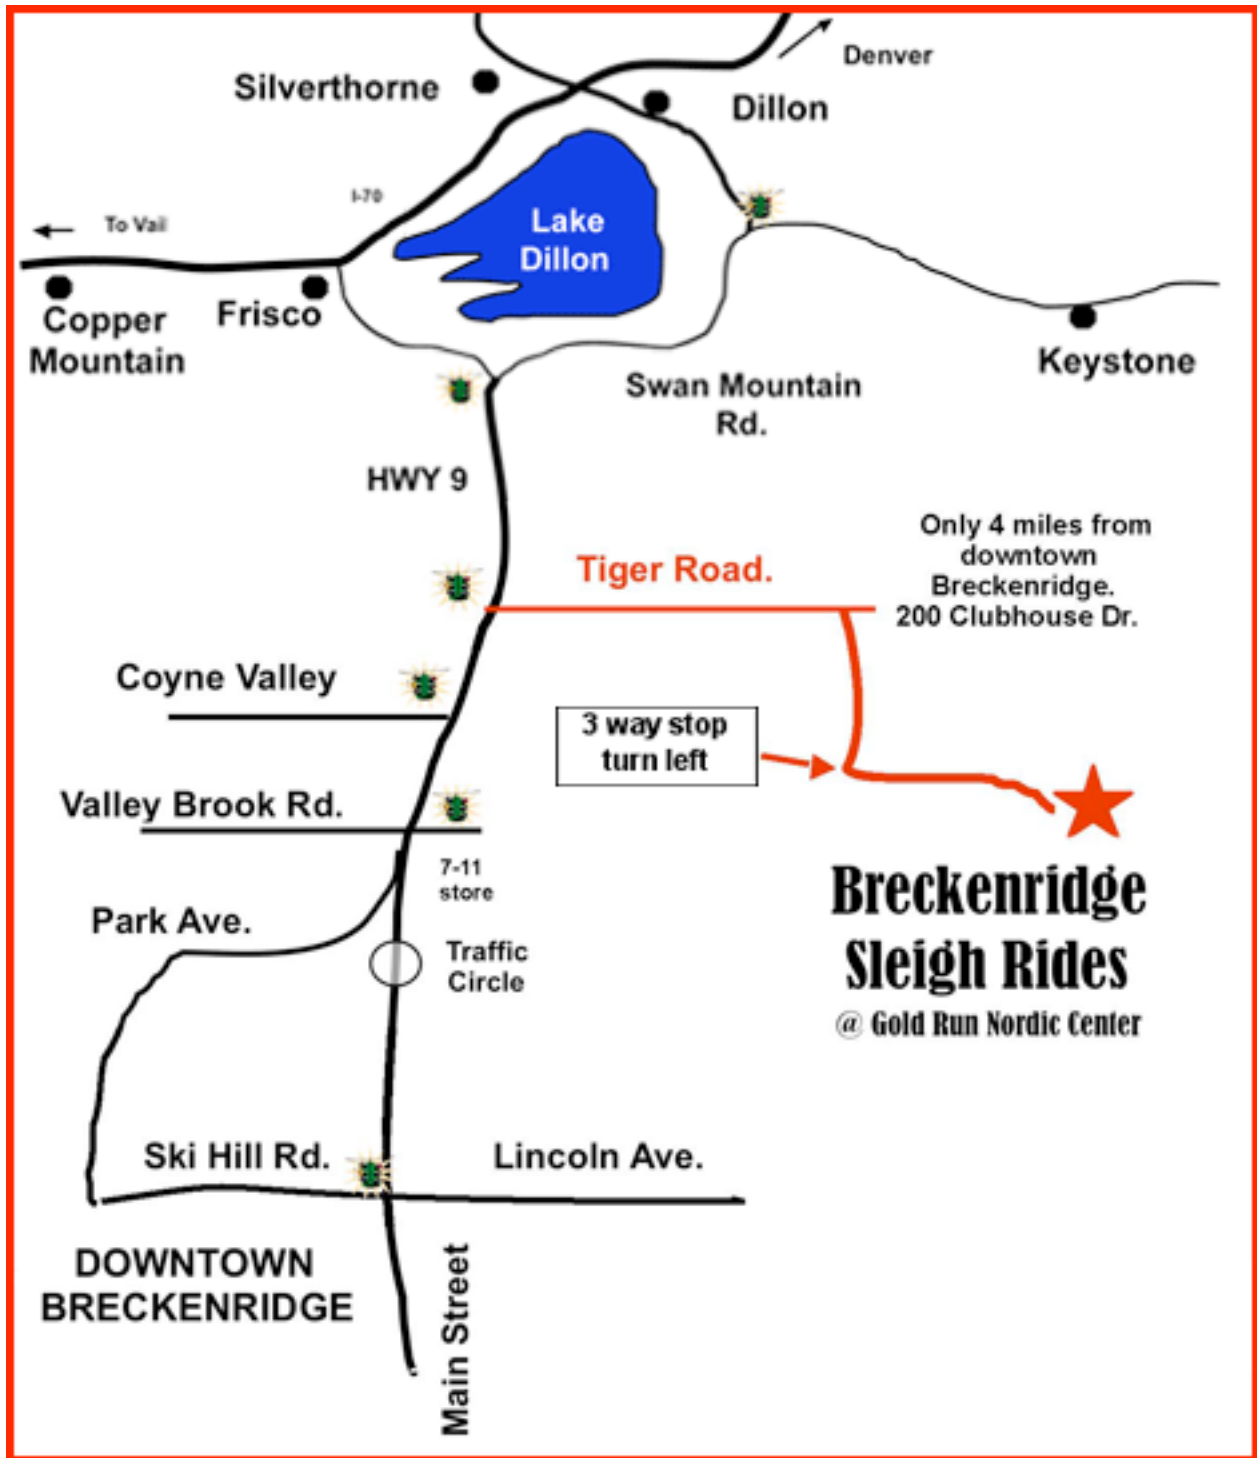 Denver
Silverthorne
Dillon
I-70
To Vail
Lake
Dillon
Copper
Mountain
Frisco
Keystone
Swan Mountain
Rd.
HWY 9
Only 4 miles from
downtown
Breckenridge.
200 Clubhouse Dr.
Tiger Road.
Coyne Valley
3 way stop
turn left
Valley Brook Rd.
7-11
store
Breckenridge
Sleigh Rides
@ Gold Run Nordic Center
Park Ave.
Traffic
Circle
Ski Hill Rd.
Lincoln Ave.
DOWNTOWN
BRECKENRIDGE
Main Street